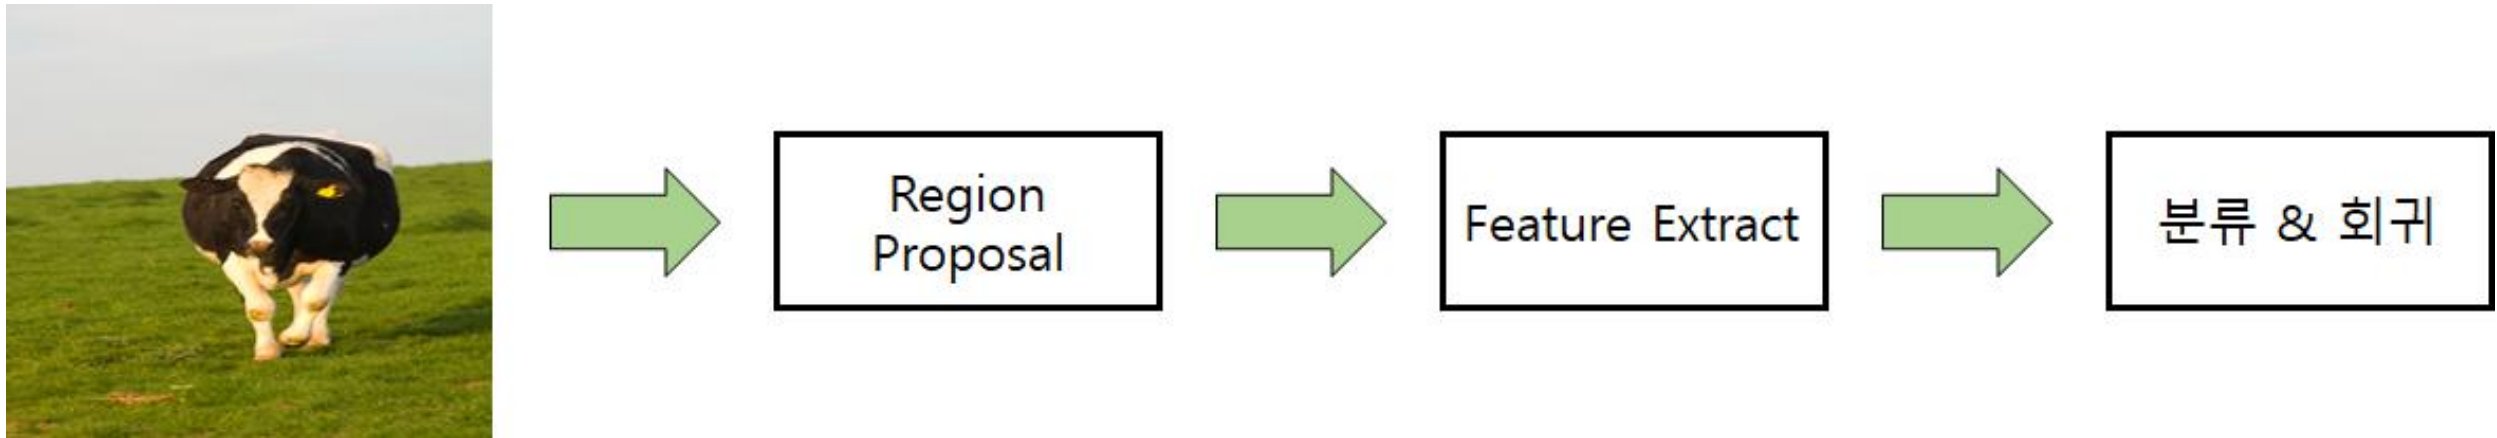 Region
Proposal
Feature Extract
분류 & 회귀